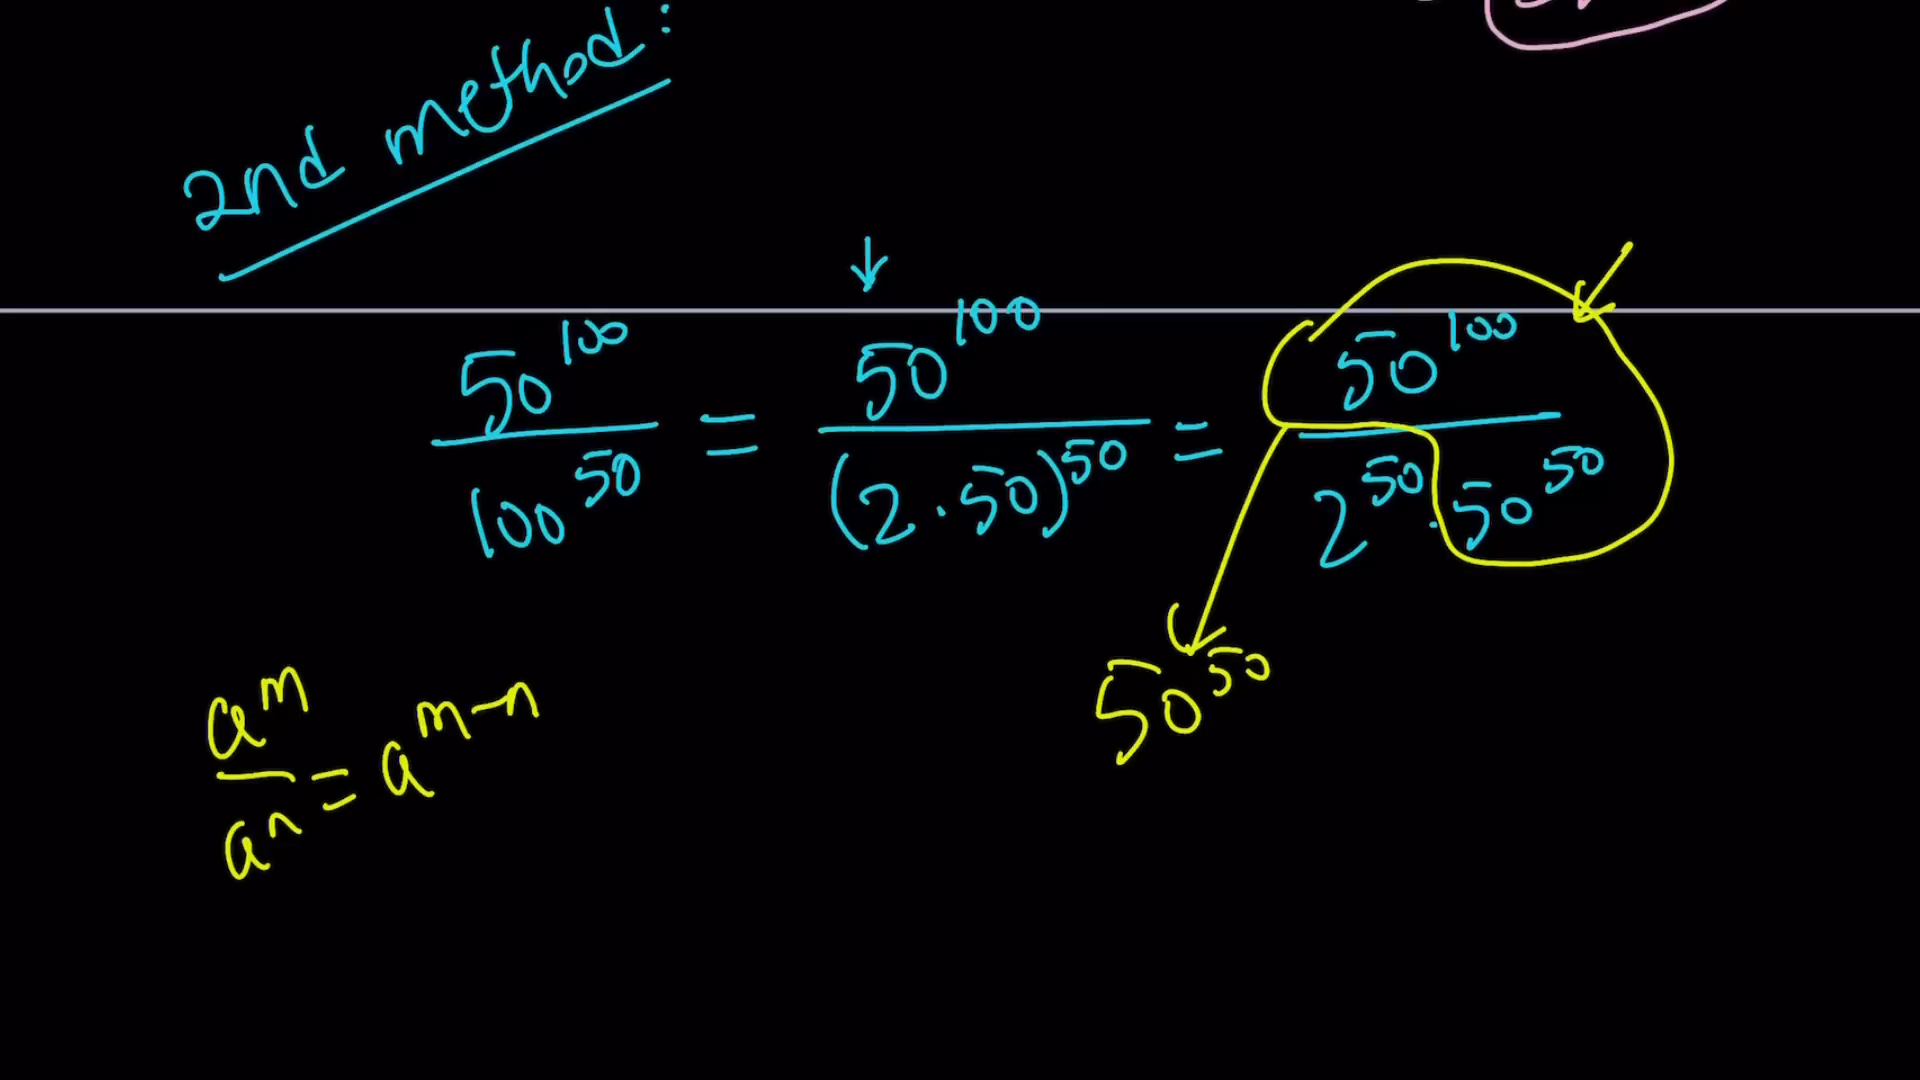 2nd method:
50^100 / 100^50 = 50^100 / (2·50)^50 = 50^100 / 2^50·50^50
50^50
a^m / a^n = a^m-n